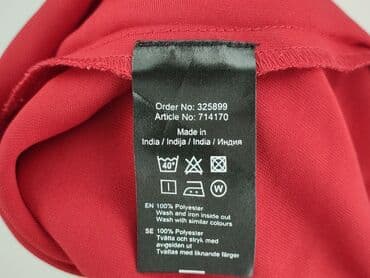 Order No: 325899
Article No: 714170
Made in
India / Indija / India / Индия
40°
W
EN 100% Polyester
Wash and iron inside out
Wash with similar colours
SE 100% Polyester
Tvätta och stryk med
avigsidan ut
Tvättas med liknande färger